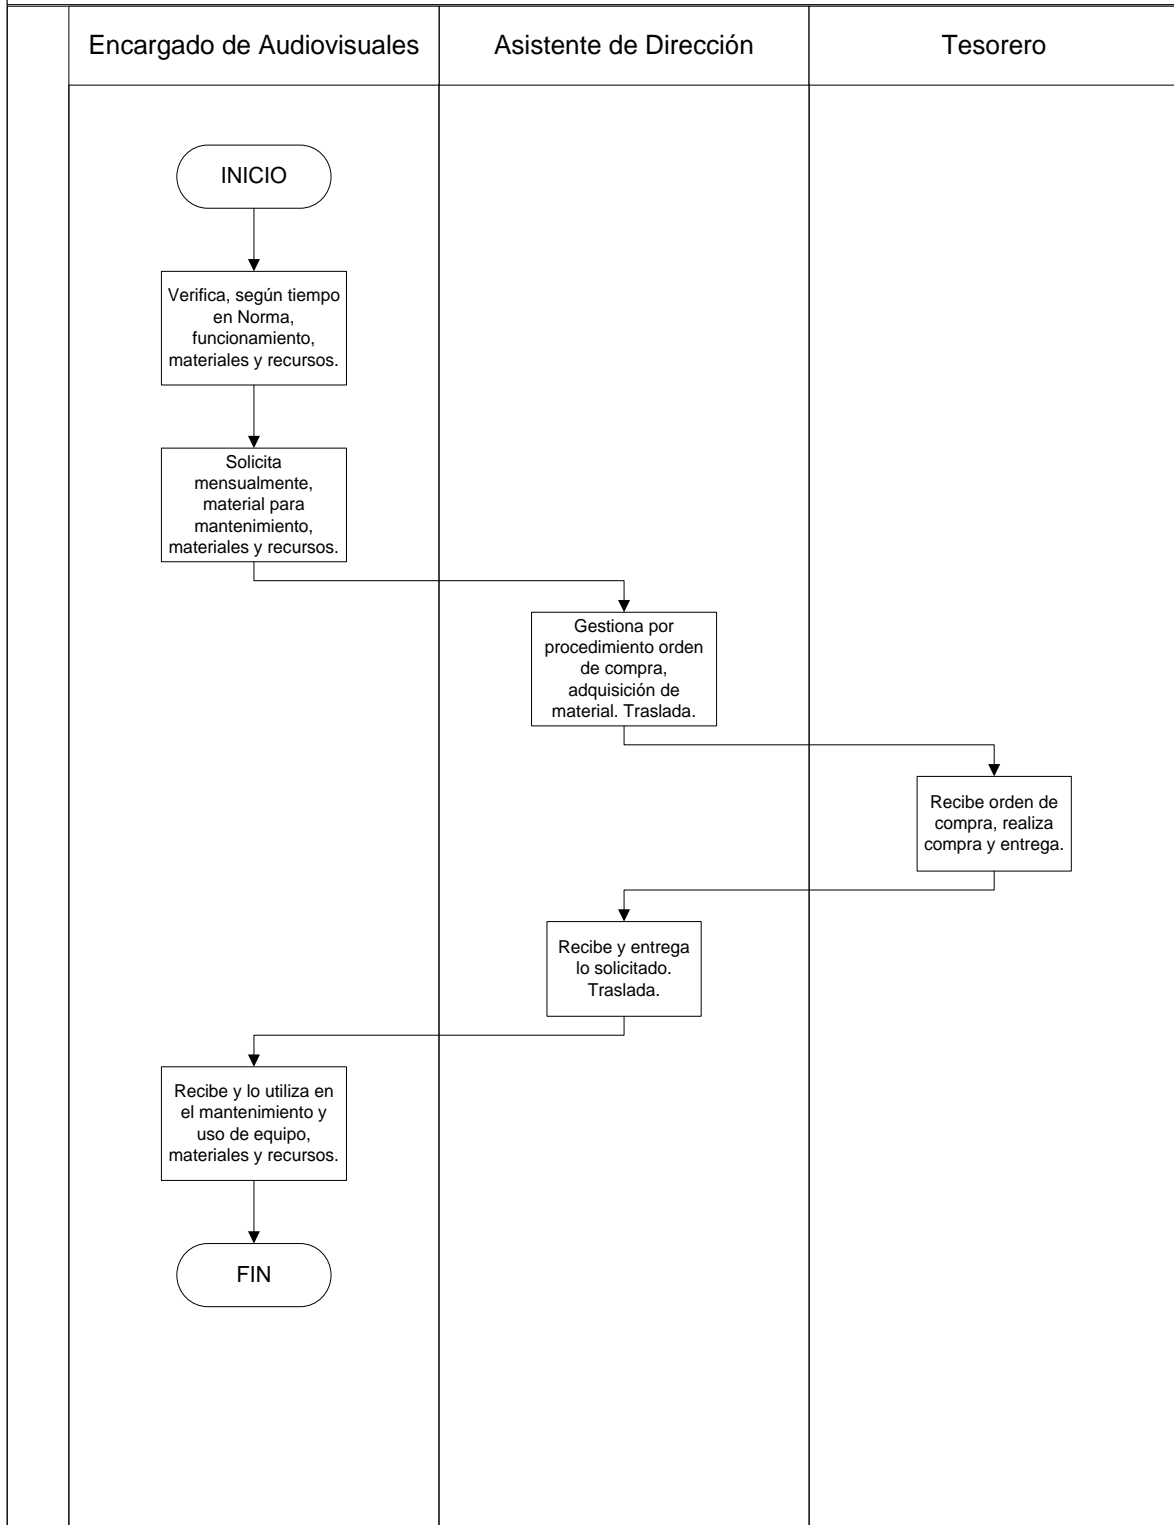 Encargado de Audiovisuales
Asistente de Dirección
Tesorero
INICIO
Verifica, según tiempo
en Norma,
funcionamiento,
materiales y recursos.
Solicita
mensualmente,
material para
mantenimiento,
materiales y recursos.
Gestiona por
procedimiento orden
de compra,
adquisición de
material. Traslada.
Recibe orden de
compra, realiza
compra y entrega.
Recibe y entrega
lo solicitado.
Traslada.
Recibe y lo utiliza en
el mantenimiento y
uso de equipo,
materiales y recursos.
FIN